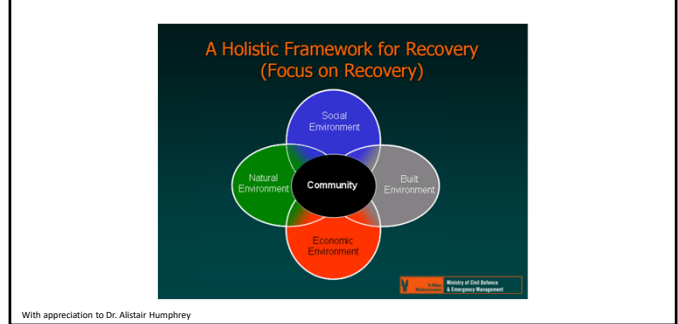 A Holistic Framework for Recovery
(Focus on Recovery)
Social
Environment
Natural
Environment
Community
Built
Environment
Economic
Environment
Ministry of Civil Defence
& Emergency Management
With appreciation to Dr. Alistair Humphrey